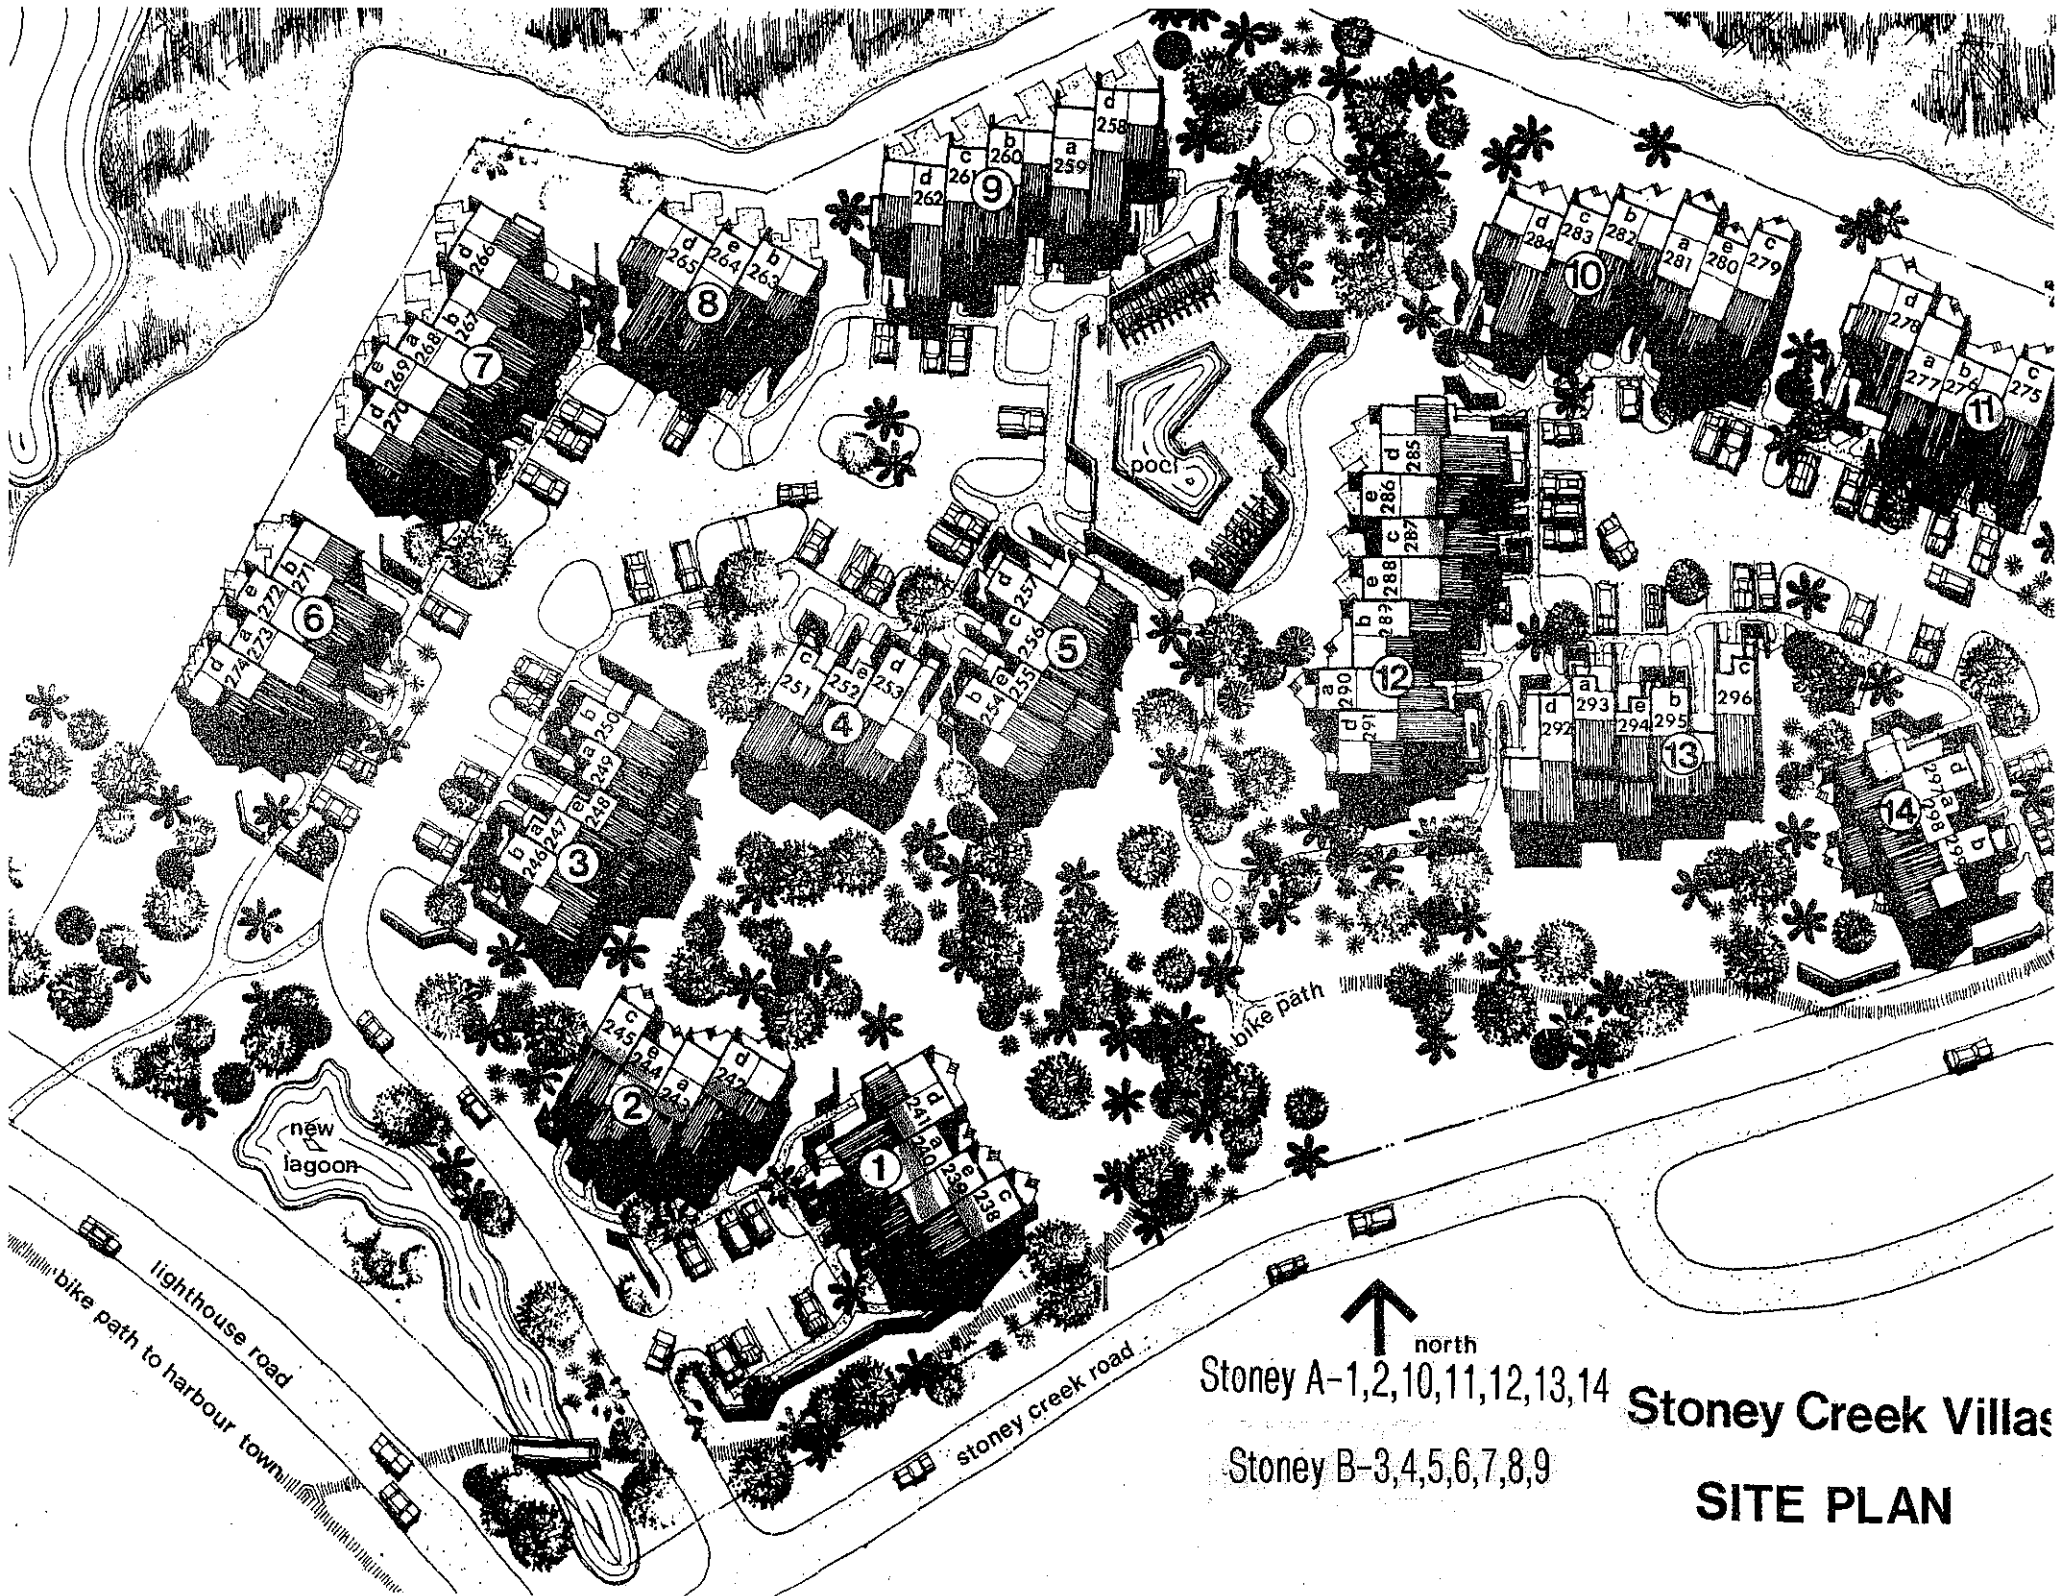 d
258
a
259
b
260
c
261
d
262
9
d
266
b
267
a
268
e
269
d
270
7
d
265
e
264
b
263
8
d
284
c
283
b
282
a
281
e
280
c
279
10
d
278
a
277
b
276
c
275
11
d
285
e
286
c
287
e
288
b
289
a
290
d
291
12
pool
b
271
e
272
a
273
d
274
6
d
257
c
256
e
255
b
254
5
c
251
e
252
d
253
4
b
250
a
249
e
248
a
247
b
246
3
d
292
a
293
e
294
b
295
c
296
13
d
297
a
298
b
299
14
c
245
e
244
a
243
d
242
2
d
241
a
240
e
239
c
238
1
bike path
new
lagoon
lighthouse road
bike path to harbour town
stoney creek road
north
Stoney A-1,2,10,11,12,13,14
Stoney B-3,4,5,6,7,8,9
Stoney Creek Villas
SITE PLAN